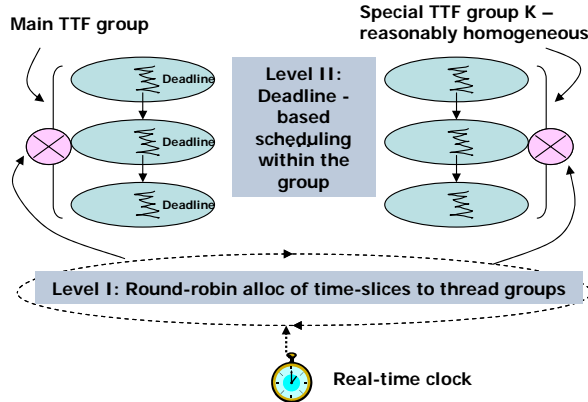 Main TTF group
Special TTF group K –
reasonably homogeneous
Deadline
Deadline
Deadline
Level II:
Deadline -
based
scheduling
within the
group
Level I: Round-robin alloc of time-slices to thread groups
Real-time clock